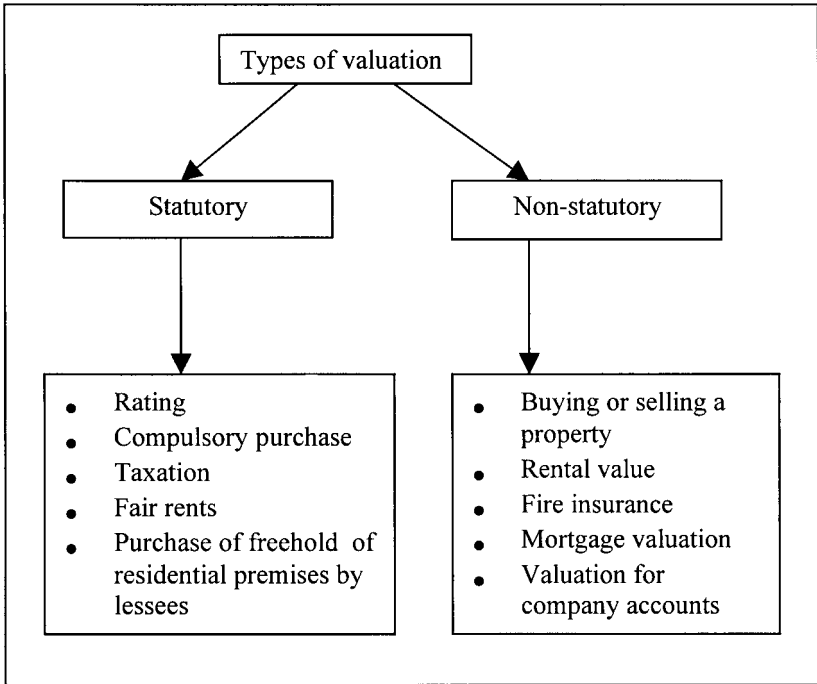 Types of valuation
Statutory
Non-statutory
• Rating
• Compulsory purchase
• Taxation
• Fair rents
• Purchase of freehold of
residential premises by
lessees
• Buying or selling a
property
• Rental value
• Fire insurance
• Mortgage valuation
• Valuation for
company accounts